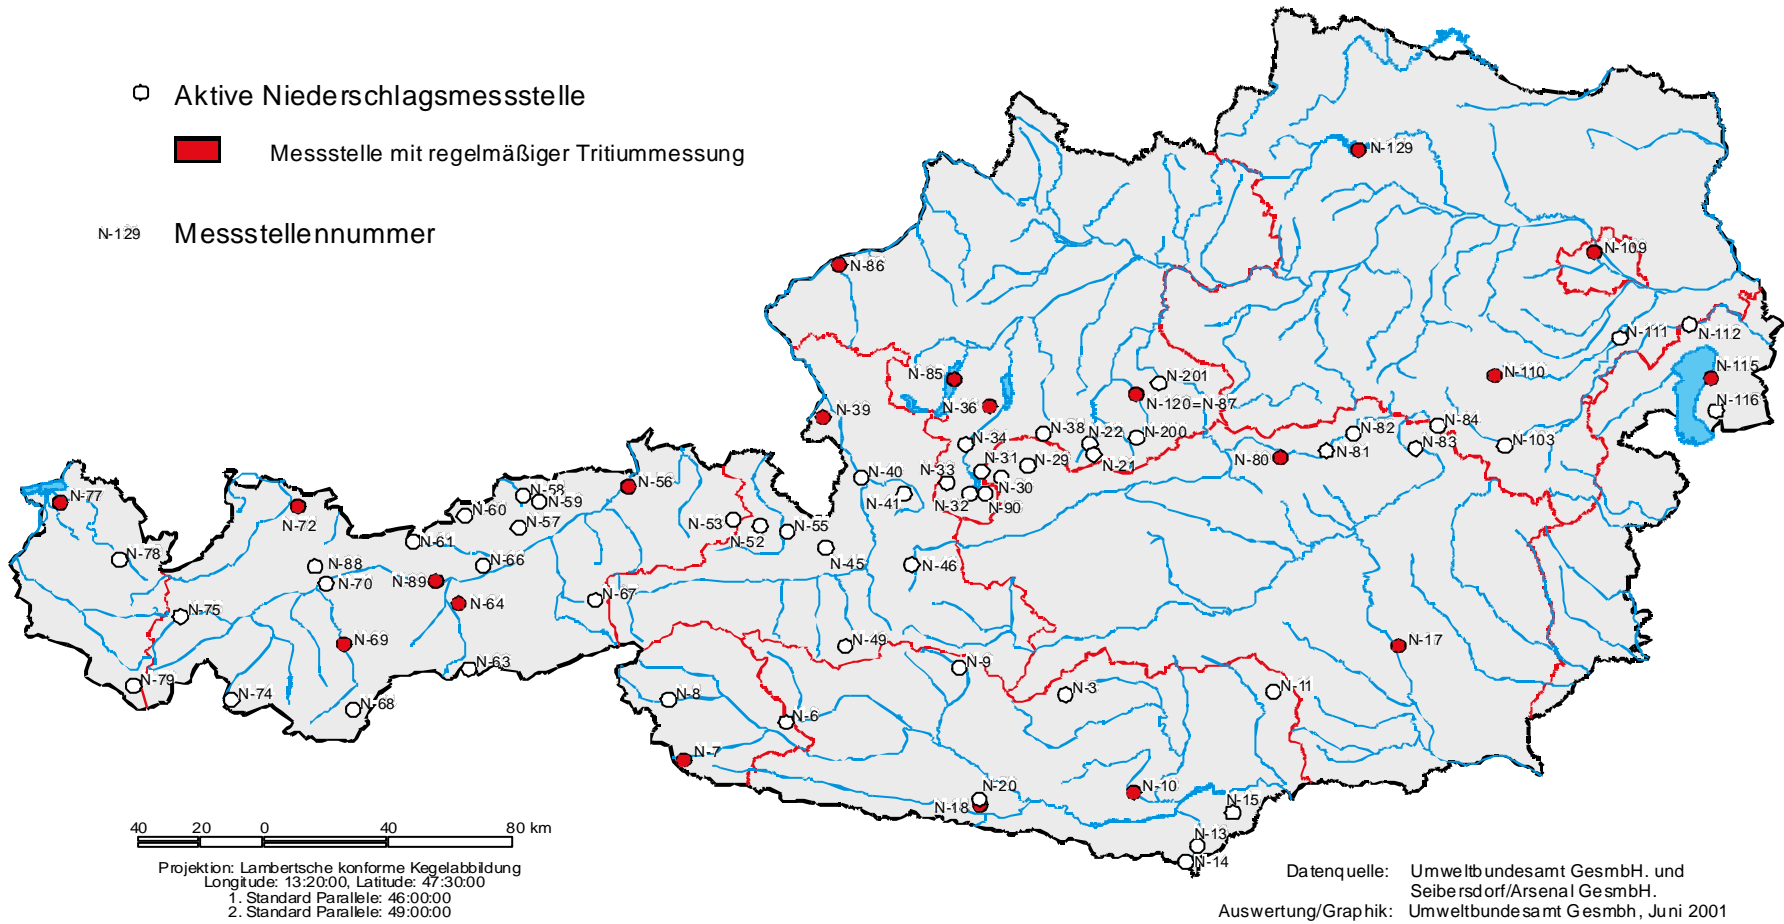 Aktive Niederschlagsmessstelle
Messstelle mit regelmäßiger Tritiummessung
N-129 Messstellennummer
N-129
N-109
N-86
N-111
N-112
N-85
N-201
N-110
N-115
N-39
N-36
N-120=N-87
N-116
N-38
N-22
N-200
N-82
N-84
N-34
N-83
N-103
N-31
N-29
N-21
N-80
N-81
N-40
N-33
N-30
N-41
N-32
N-90
N-77
N-56
N-58
N-59
N-60
N-72
N-57
N-53
N-52
N-55
N-61
N-78
N-88
N-66
N-45
N-46
N-70
N-89
N-67
N-64
N-75
N-69
N-49
N-17
N-63
N-9
N-79
N-74
N-68
N-8
N-3
N-11
N-6
N-7
N-20
N-18
N-10
N-15
N-13
N-14
40 20 0 40 80 km
Projektion: Lambertsche konforme Kegelabbildung
Longitude: 13:20:00, Latitude: 47:30:00
1. Standard Parallele: 46:00:00
2. Standard Parallele: 49:00:00
Datenquelle: Umweltbundesamt GesmbH. und
Seibersdorf/Arsenal GesmbH.
Auswertung/Graphik: Umweltbundesamt Gesmbh, Juni 2001